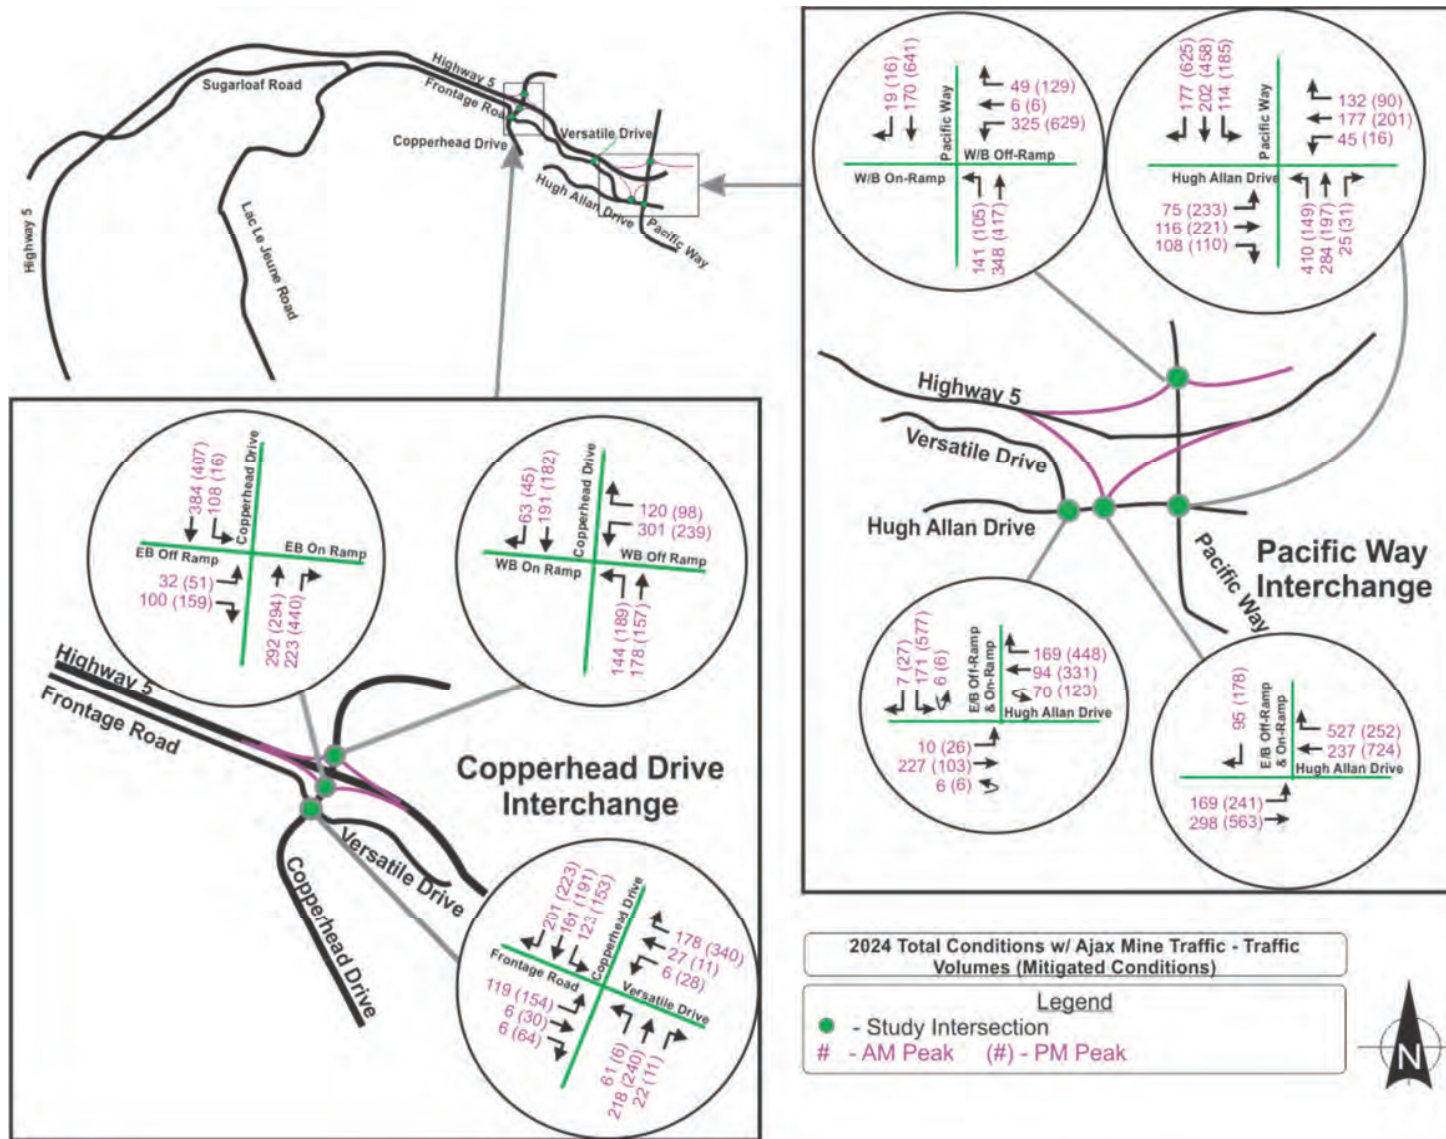 Highway 5
Sugarloaf Road
Frontage Road
Copperhead Drive
Versatile Drive
Hugh Allan Drive
Pacific Way
Lac Le Jeune Road
Highway 5
19 (16)
170 (641)
Pacific Way
49 (129)
6 (6)
325 (629)
W/B Off-Ramp
W/B On-Ramp
141 (105)
348 (417)
177 (625)
202 (458)
114 (185)
Pacific Way
132 (90)
177 (201)
45 (16)
Hugh Allan Drive
75 (233)
116 (221)
108 (110)
410 (149)
284 (197)
25 (31)
Highway 5
Versatile Drive
Hugh Allan Drive
Pacific Way
Pacific Way
Interchange
7 (27)
171 (577)
6 (6)
E/B Off-Ramp
& On-Ramp
169 (448)
94 (331)
70 (123)
Hugh Allan Drive
10 (26)
227 (103)
6 (6)
95 (178)
E/B Off-Ramp
& On-Ramp
527 (252)
237 (724)
Hugh Allan Drive
169 (241)
298 (563)
384 (407)
108 (16)
Copperhead Drive
EB Off Ramp
EB On Ramp
32 (51)
100 (159)
292 (294)
223 (440)
63 (45)
191 (182)
Copperhead Drive
120 (98)
301 (239)
WB Off Ramp
WB On Ramp
144 (189)
178 (157)
Highway 5
Frontage Road
Copperhead Drive
Interchange
Versatile Drive
Copperhead Drive
201 (223)
161 (191)
123 (153)
Copperhead Drive
178 (340)
27 (11)
6 (28)
Frontage Road
Versatile Drive
119 (154)
6 (30)
6 (64)
61 (6)
218 (240)
22 (11)
2024 Total Conditions w/ Ajax Mine Traffic - Traffic
Volumes (Mitigated Conditions)
Legend
- Study Intersection
# - AM Peak (#) - PM Peak
N